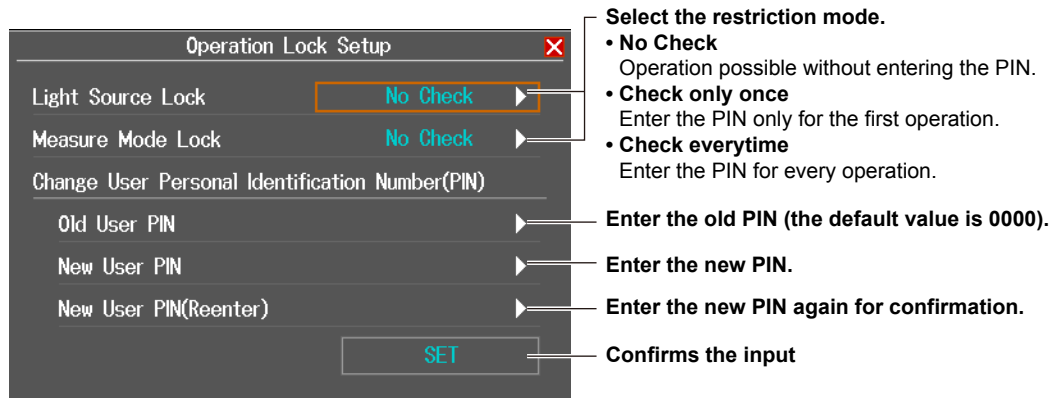 Operation Lock Setup
Light Source Lock No Check
Measure Mode Lock No Check
Change User Personal Identification Number(PIN)
Old User PIN
New User PIN
New User PIN(Reenter)
SET
Select the restriction mode.
• No Check
Operation possible without entering the PIN.
• Check only once
Enter the PIN only for the first operation.
• Check everytime
Enter the PIN for every operation.
Enter the old PIN (the default value is 0000).
Enter the new PIN.
Enter the new PIN again for confirmation.
Confirms the input